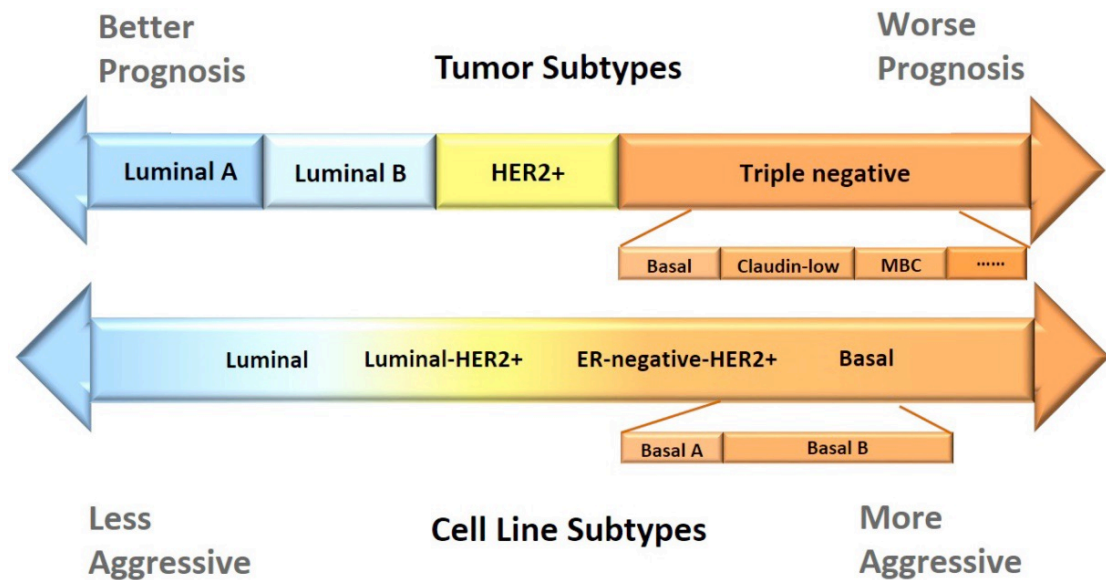 Better
Prognosis
Tumor Subtypes
Worse
Prognosis
Luminal A
Luminal B
HER2+
Triple negative
Basal
Claudin-low
MBC
......
Luminal
Luminal-HER2+
ER-negative-HER2+
Basal
Basal A
Basal B
Less
Aggressive
Cell Line Subtypes
More
Aggressive